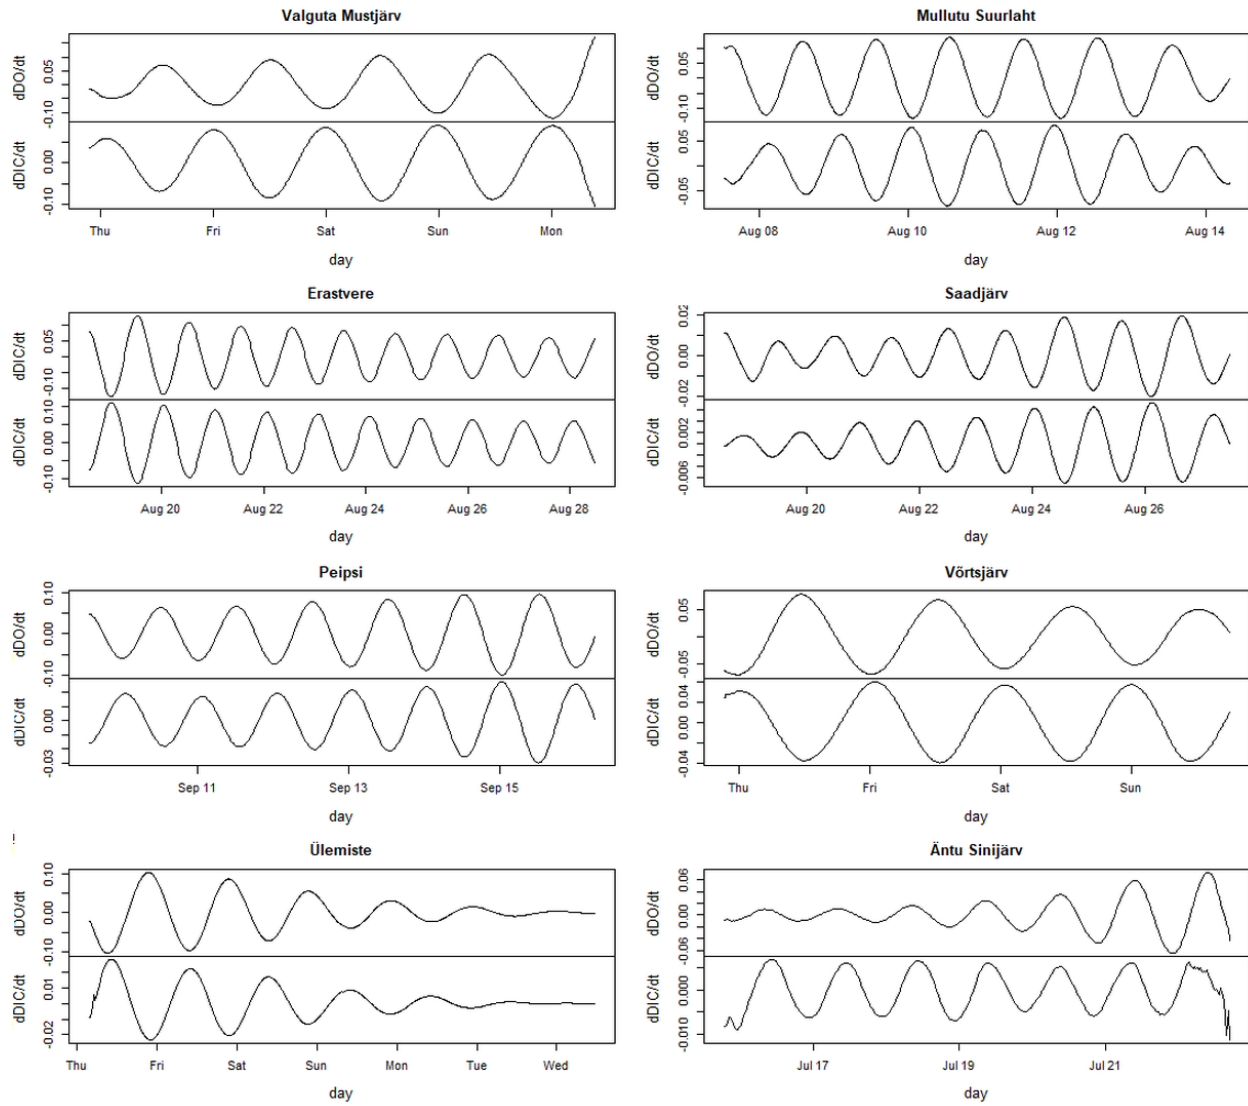 Valguta Mustjärv
dDO/dt
0.05
-0.10
dDIC/dt
0.00
-0.10
Thu Fri Sat Sun Mon
day
Mullutu Suurlaht
dDO/dt
0.05
-0.10
dDIC/dt
0.05
-0.05
Aug 08 Aug 10 Aug 12 Aug 14
day
Erastvere
dDIC/dt
0.05
-0.10
dDIC/dt
0.10
0.00
-0.10
Aug 20 Aug 22 Aug 24 Aug 26 Aug 28
day
Saadjärv
dDO/dt
0.02
0.00
-0.02
dDIC/dt
0.002
-0.006
Aug 20 Aug 22 Aug 24 Aug 26
day
Peipsi
dDO/dt
0.10
0.00
-0.10
dDIC/dt
0.00
-0.03
Sep 11 Sep 13 Sep 15
day
Võrtsjärv
dDO/dt
0.05
-0.05
dDIC/dt
0.04
0.00
-0.04
Thu Fri Sat Sun
day
Ülemiste
dDO/dt
0.10
0.00
-0.10
dDIC/dt
0.01
-0.02
Thu Fri Sat Sun Mon Tue Wed
day
Äntu Sinijärv
dDO/dt
0.06
0.00
-0.06
dDIC/dt
0.000
-0.010
Jul 17 Jul 19 Jul 21
day